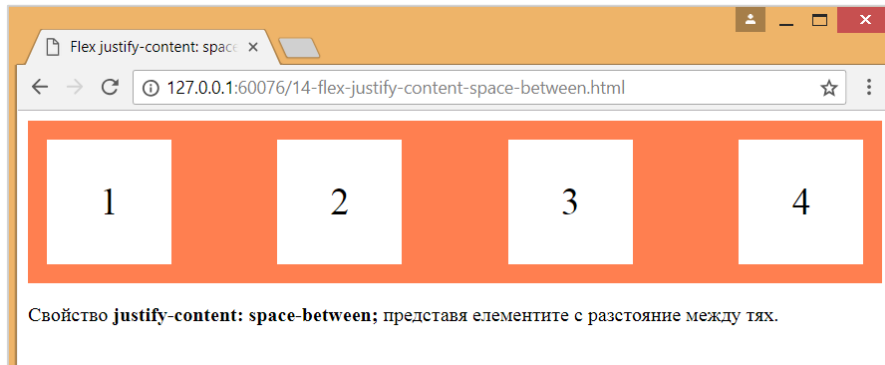 Flex justify-content: spac
127.0.0.1:60076/14-flex-justify-content-space-between.html
1 2 3 4
Свойство justify-content: space-between; представя елементите с разстояние между тях.